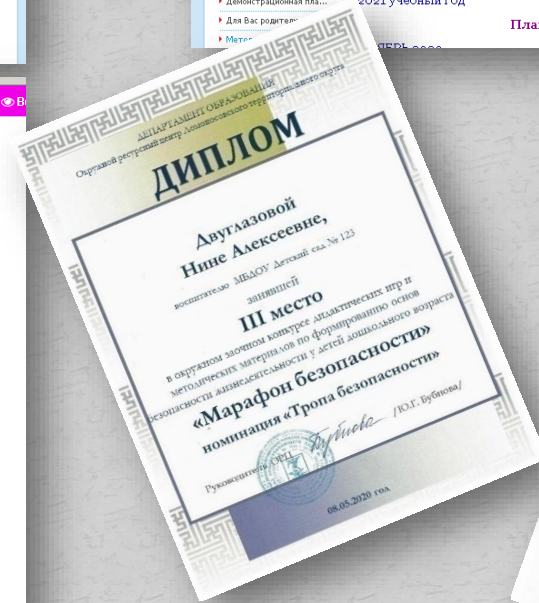 Демонстрационная пла...
Для Вас родители
2021 учебный год
ДЕПАРТАМЕНТ ОБРАЗОВАНИЯ
Окружной ресурсный центр Ломоносовского территориального округа
ДИПЛОМ
Двуглазовой
Нине Алексеевне,
воспитателю МБДОУ Детский сад № 123
занявшей
III место
в окружном заочном конкурсе дидактических игр и
методических материалов по формированию основ
безопасности жизнедеятельности у детей дошкольного возраста
«Марафон безопасности»
номинация «Тропа безопасности»
Руководитель ОРЦ /Ю.Г. Бубнова/
08.05.2020 год